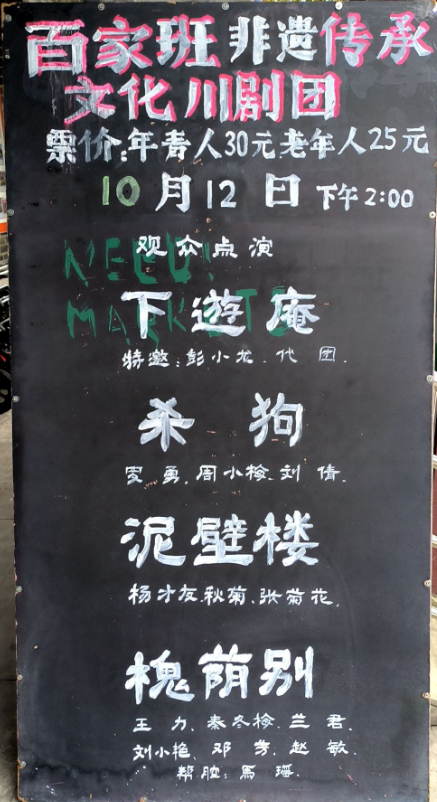 百家班非遗传承
文化川剧团
票价:年青人30元老年人25元
10月12日 下午2:00
观众点演
下遊庵
特邀:彭小龙.代团.
杀狗
罗勇.周小梅.刘倩.
泥壁楼
杨才友.秋菊.张菊花.
槐荫别
王力.秦冬梅.兰君.
刘小艳.邓芳.赵敏.
帮腔:馬瑶.